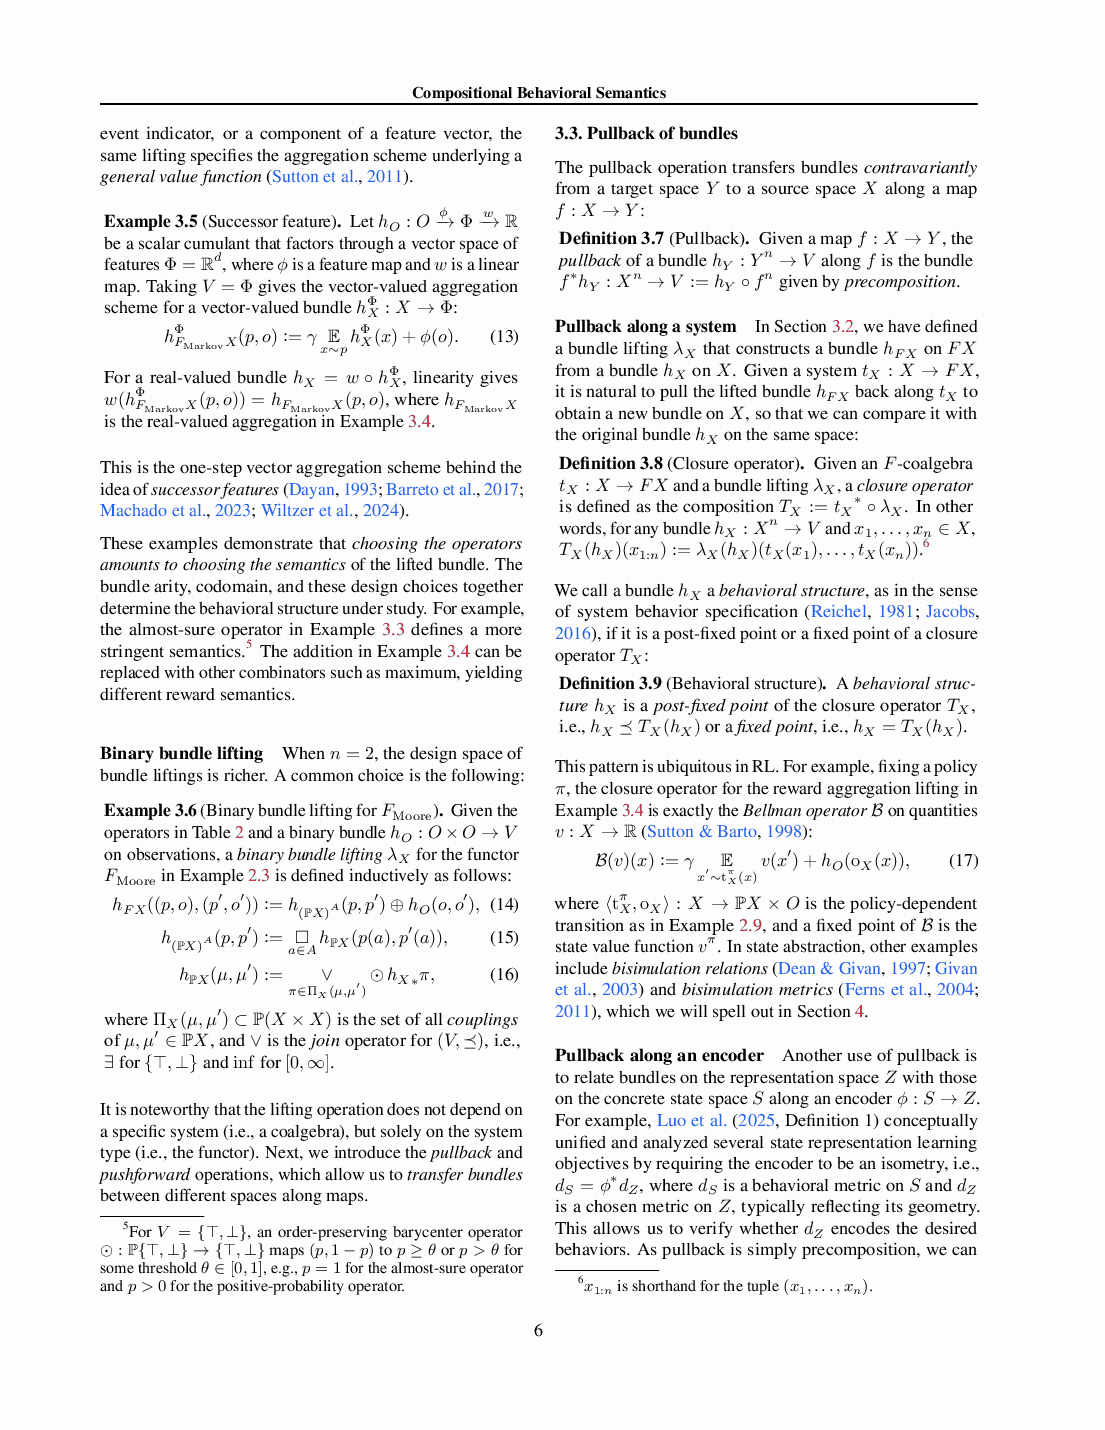 Compositional Behavioral Semantics
event indicator, or a component of a feature vector, the
same lifting specifies the aggregation scheme underlying a
general value function (Sutton et al., 2011).
Example 3.5 (Successor feature). Let h_O : O →^ϕ Φ →^w ℝ
be a scalar cumulant that factors through a vector space of
features Φ = ℝ^d, where ϕ is a feature map and w is a linear
map. Taking V = Φ gives the vector-valued aggregation
scheme for a vector-valued bundle h_X^Φ : X → Φ:
h^Φ_{F_Markov X}(p, o) := γ 𝔼_{x∼p} h_X^Φ(x) + ϕ(o). (13)
For a real-valued bundle h_X = w ∘ h_X^Φ, linearity gives
w(h^Φ_{F_Markov X}(p, o)) = h_{F_Markov X}(p, o), where h_{F_Markov X}
is the real-valued aggregation in Example 3.4.
This is the one-step vector aggregation scheme behind the
idea of successor features (Dayan, 1993; Barreto et al., 2017;
Machado et al., 2023; Wiltzer et al., 2024).
These examples demonstrate that choosing the operators
amounts to choosing the semantics of the lifted bundle. The
bundle arity, codomain, and these design choices together
determine the behavioral structure under study. For example,
the almost-sure operator in Example 3.3 defines a more
stringent semantics.⁵ The addition in Example 3.4 can be
replaced with other combinators such as maximum, yielding
different reward semantics.
Binary bundle lifting When n = 2, the design space of
bundle liftings is richer. A common choice is the following:
Example 3.6 (Binary bundle lifting for F_Moore). Given the
operators in Table 2 and a binary bundle h_O : O × O → V
on observations, a binary bundle lifting λ_X for the functor
F_Moore in Example 2.3 is defined inductively as follows:
h_{FX}((p, o), (p′, o′)) := h_{(ℙX)^A}(p, p′) ⊕ h_O(o, o′), (14)
h_{(ℙX)^A}(p, p′) := □_{a∈A} h_{ℙX}(p(a), p′(a)), (15)
h_{ℙX}(μ, μ′) := ∨_{π∈Π_X(μ,μ′)} ⊙ h_{X*}π, (16)
where Π_X(μ, μ′) ⊂ ℙ(X × X) is the set of all couplings
of μ, μ′ ∈ ℙX, and ∨ is the join operator for (V, ⪯), i.e.,
∃ for {⊤, ⊥} and inf for [0, ∞].
It is noteworthy that the lifting operation does not depend on
a specific system (i.e., a coalgebra), but solely on the system
type (i.e., the functor). Next, we introduce the pullback and
pushforward operations, which allow us to transfer bundles
between different spaces along maps.
⁵For V = {⊤, ⊥}, an order-preserving barycenter operator
⊙ : ℙ{⊤, ⊥} → {⊤, ⊥} maps (p, 1 − p) to p ≥ θ or p > θ for
some threshold θ ∈ [0, 1], e.g., p = 1 for the almost-sure operator
and p > 0 for the positive-probability operator.
3.3. Pullback of bundles
The pullback operation transfers bundles contravariantly
from a target space Y to a source space X along a map
f : X → Y:
Definition 3.7 (Pullback). Given a map f : X → Y, the
pullback of a bundle h_Y : Y^n → V along f is the bundle
f*h_Y : X^n → V := h_Y ∘ f^n given by precomposition.
Pullback along a system In Section 3.2, we have defined
a bundle lifting λ_X that constructs a bundle h_{FX} on FX
from a bundle h_X on X. Given a system t_X : X → FX,
it is natural to pull the lifted bundle h_{FX} back along t_X to
obtain a new bundle on X, so that we can compare it with
the original bundle h_X on the same space:
Definition 3.8 (Closure operator). Given an F-coalgebra
t_X : X → FX and a bundle lifting λ_X, a closure operator
is defined as the composition T_X := t_X* ∘ λ_X. In other
words, for any bundle h_X : X^n → V and x_1, . . . , x_n ∈ X,
T_X(h_X)(x_{1:n}) := λ_X(h_X)(t_X(x_1), . . . , t_X(x_n)).⁶
We call a bundle h_X a behavioral structure, as in the sense
of system behavior specification (Reichel, 1981; Jacobs,
2016), if it is a post-fixed point or a fixed point of a closure
operator T_X:
Definition 3.9 (Behavioral structure). A behavioral struc-
ture h_X is a post-fixed point of the closure operator T_X,
i.e., h_X ⪯ T_X(h_X) or a fixed point, i.e., h_X = T_X(h_X).
This pattern is ubiquitous in RL. For example, fixing a policy
π, the closure operator for the reward aggregation lifting in
Example 3.4 is exactly the Bellman operator ℬ on quantities
v : X → ℝ (Sutton & Barto, 1998):
ℬ(v)(x) := γ 𝔼_{x′∼t_X^π(x)} v(x′) + h_O(o_X(x)), (17)
where ⟨t_X^π, o_X⟩ : X → ℙX × O is the policy-dependent
transition as in Example 2.9, and a fixed point of ℬ is the
state value function v^π. In state abstraction, other examples
include bisimulation relations (Dean & Givan, 1997; Givan
et al., 2003) and bisimulation metrics (Ferns et al., 2004;
2011), which we will spell out in Section 4.
Pullback along an encoder Another use of pullback is
to relate bundles on the representation space Z with those
on the concrete state space S along an encoder ϕ : S → Z.
For example, Luo et al. (2025, Definition 1) conceptually
unified and analyzed several state representation learning
objectives by requiring the encoder to be an isometry, i.e.,
d_S = ϕ*d_Z, where d_S is a behavioral metric on S and d_Z
is a chosen metric on Z, typically reflecting its geometry.
This allows us to verify whether d_Z encodes the desired
behaviors. As pullback is simply precomposition, we can
⁶x_{1:n} is shorthand for the tuple (x_1, . . . , x_n).
6